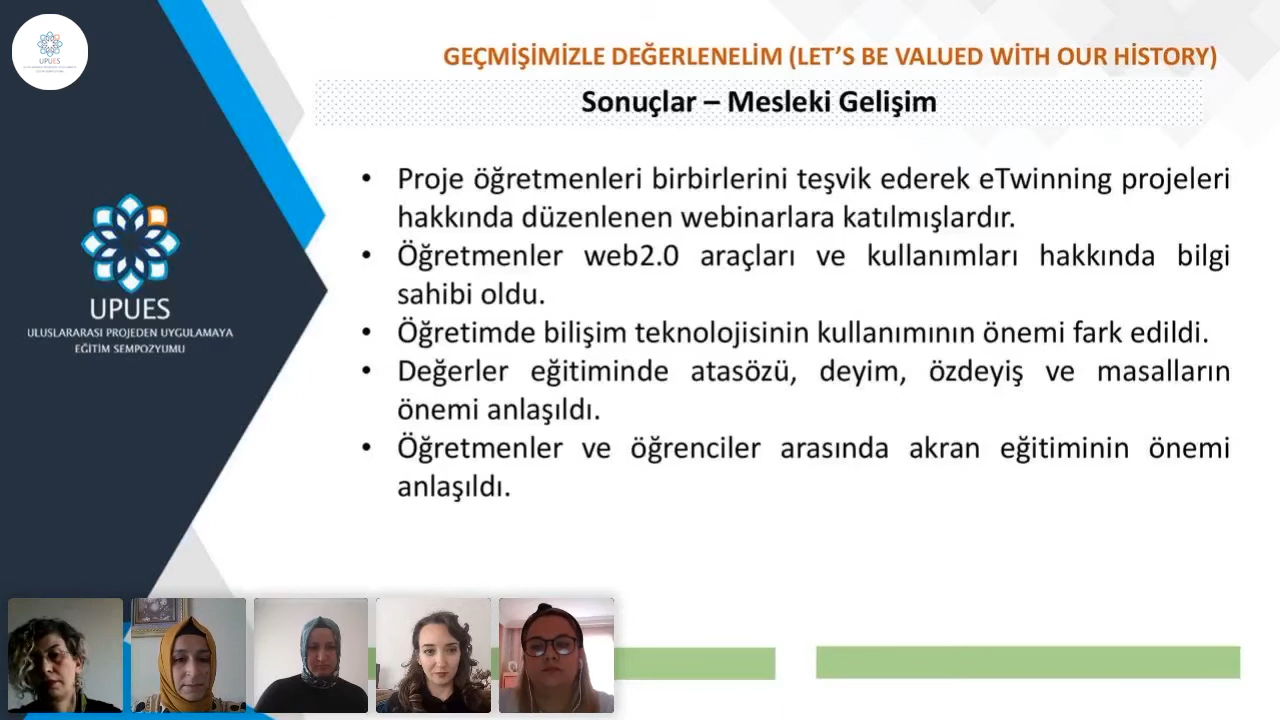 UPUES
GEÇMİŞİMİZLE DEĞERLENELİM (LET'S BE VALUED WİTH OUR HİSTORY)
Sonuçlar – Mesleki Gelişim
• Proje öğretmenleri birbirlerini teşvik ederek eTwinning projeleri
hakkında düzenlenen webinarlara katılmışlardır.
• Öğretmenler web2.0 araçları ve kullanımları hakkında bilgi
sahibi oldu.
• Öğretimde bilişim teknolojisinin kullanımının önemi fark edildi.
• Değerler eğitiminde atasözü, deyim, özdeyiş ve masalların
önemi anlaşıldı.
• Öğretmenler ve öğrenciler arasında akran eğitiminin önemi
anlaşıldı.
UPUES
ULUSLARARASI PROJEDEN UYGULAMAYA
EĞİTİM SEMPOZYUMU